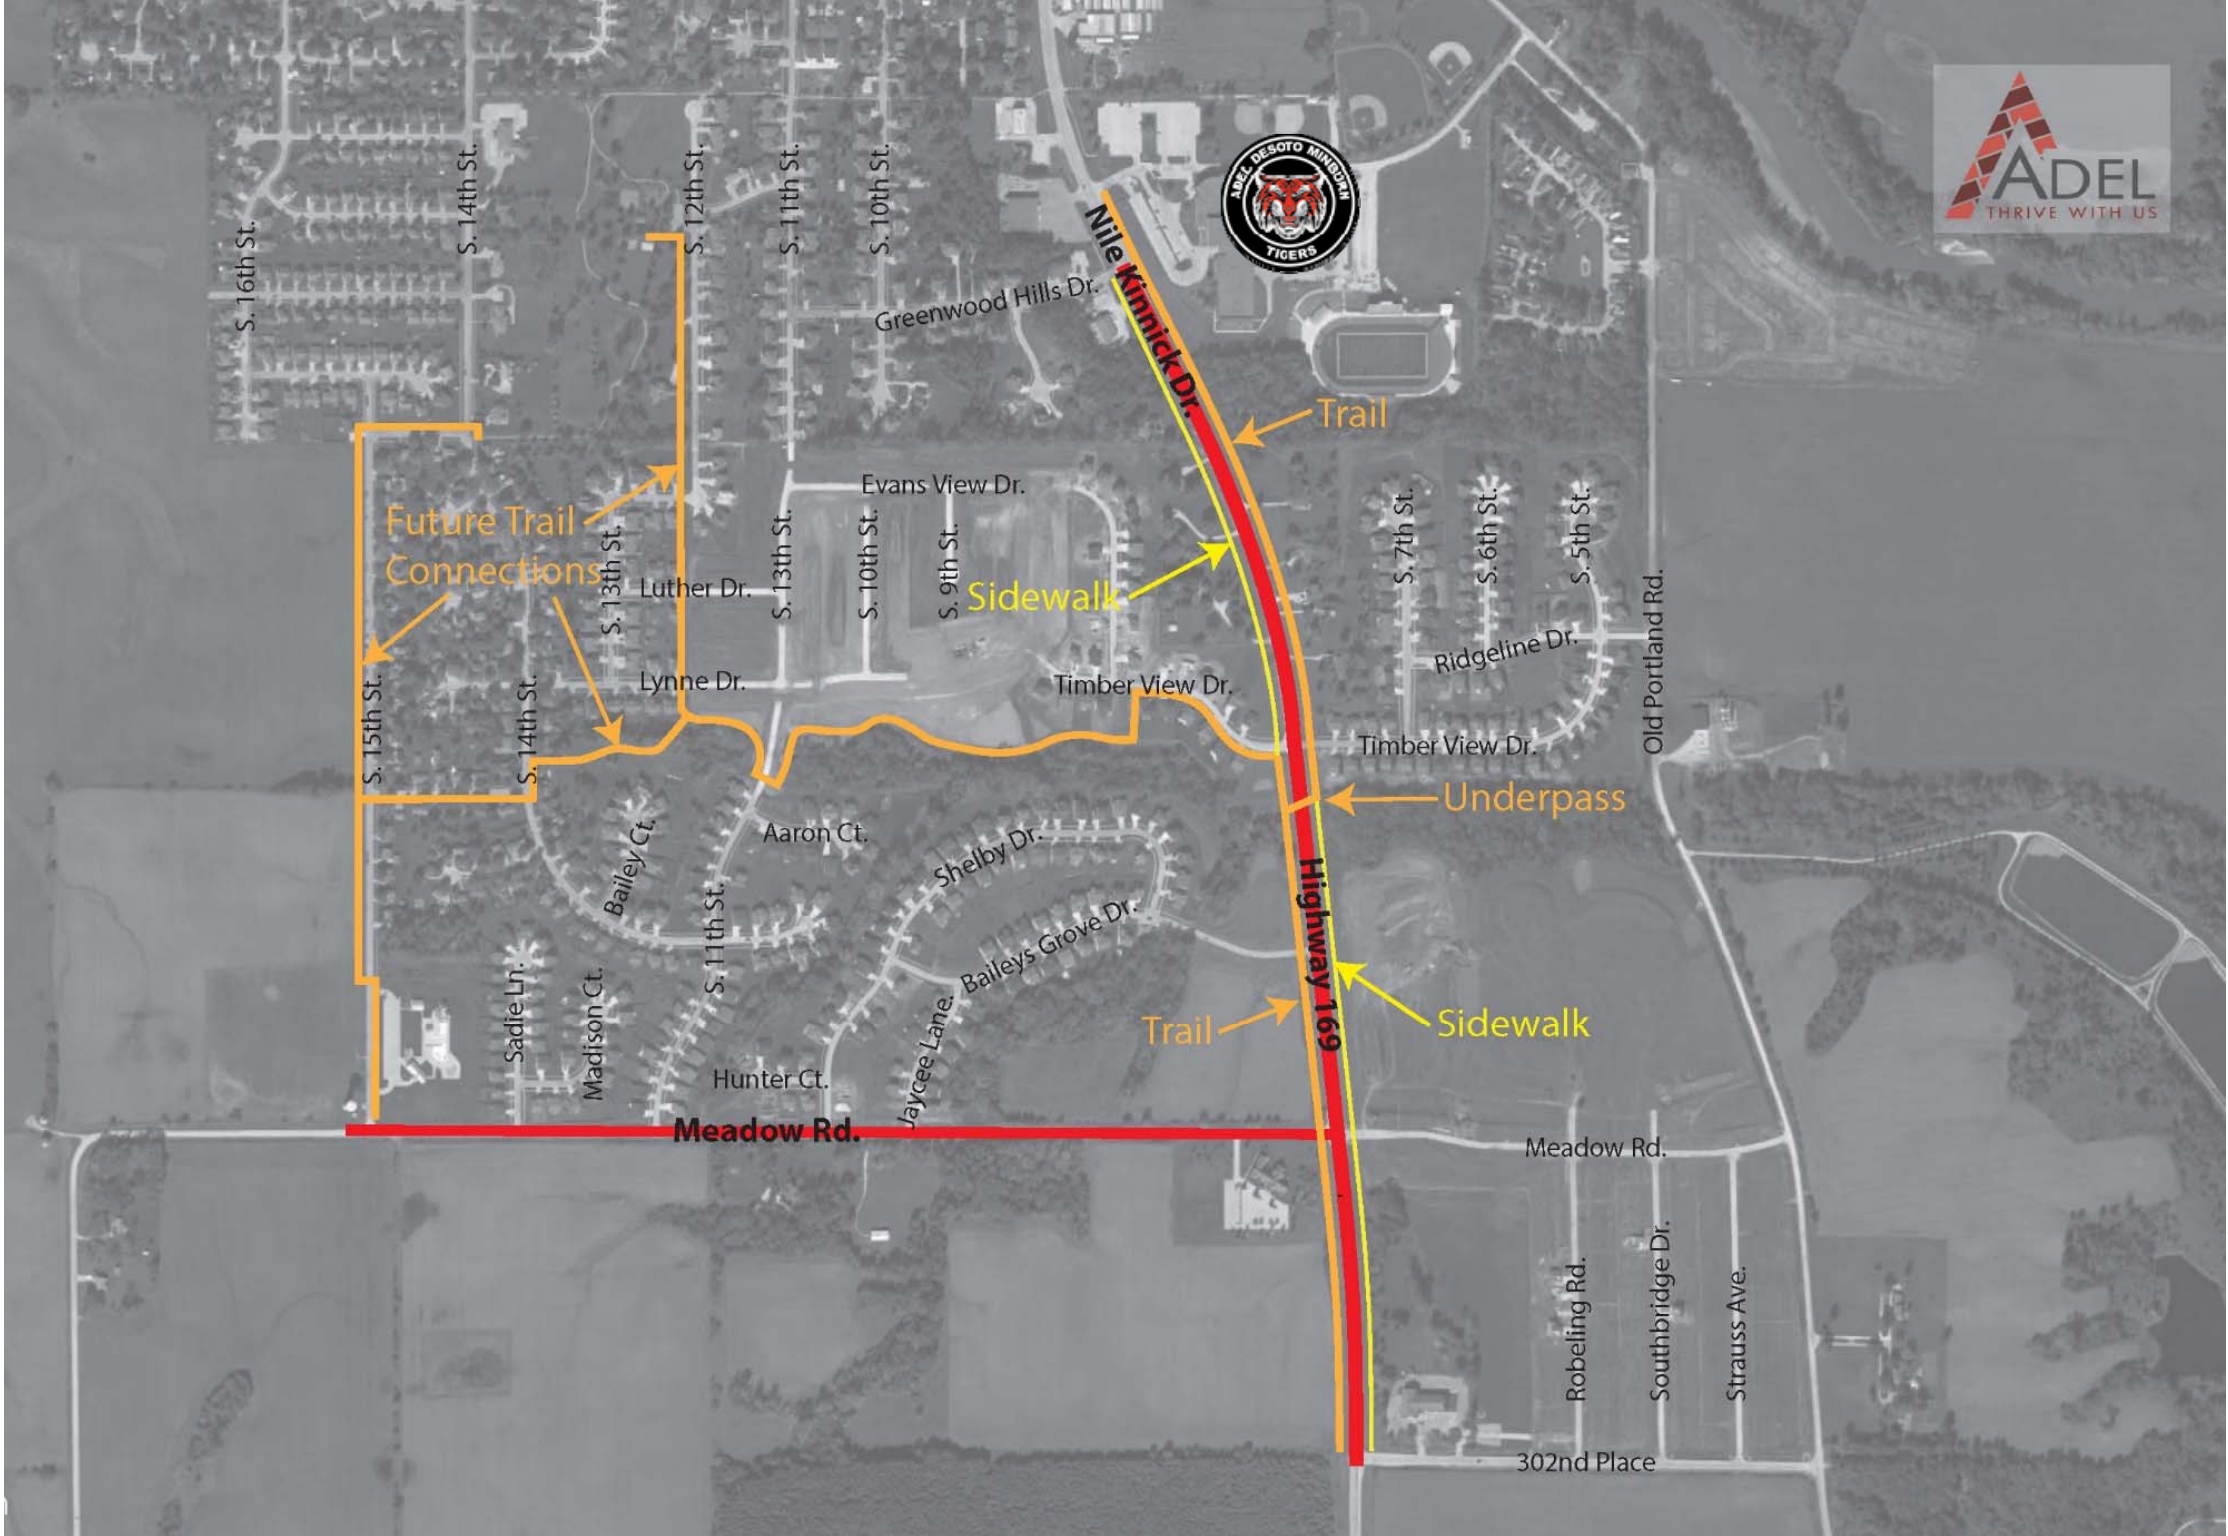 ADEL
THRIVE WITH US
ADEL DESOTO MINBURN
TIGERS
S. 16th St.
S. 14th St.
S. 12th St.
S. 11th St.
S. 10th St.
Greenwood Hills Dr.
Nile Kinnick Dr.
Trail
Evans View Dr.
Future Trail
Connections
S. 13th St.
Luther Dr.
S. 13th St.
S. 10th St.
S. 9th St.
Sidewalk
S. 7th St.
S. 6th St.
S. 5th St.
Ridgeline Dr.
Old Portland Rd.
Lynne Dr.
Timber View Dr.
S. 15th St.
S. 14th St.
Timber View Dr.
Underpass
Bailey Ct.
Aaron Ct.
Shelby Dr.
S. 11th St.
Baileys Grove Dr.
Highway 169
Sadie Ln.
Madison Ct.
Hunter Ct.
Jaycee Lane.
Trail
Sidewalk
Meadow Rd.
Meadow Rd.
Robeling Rd.
Southbridge Dr.
Strauss Ave.
302nd Place